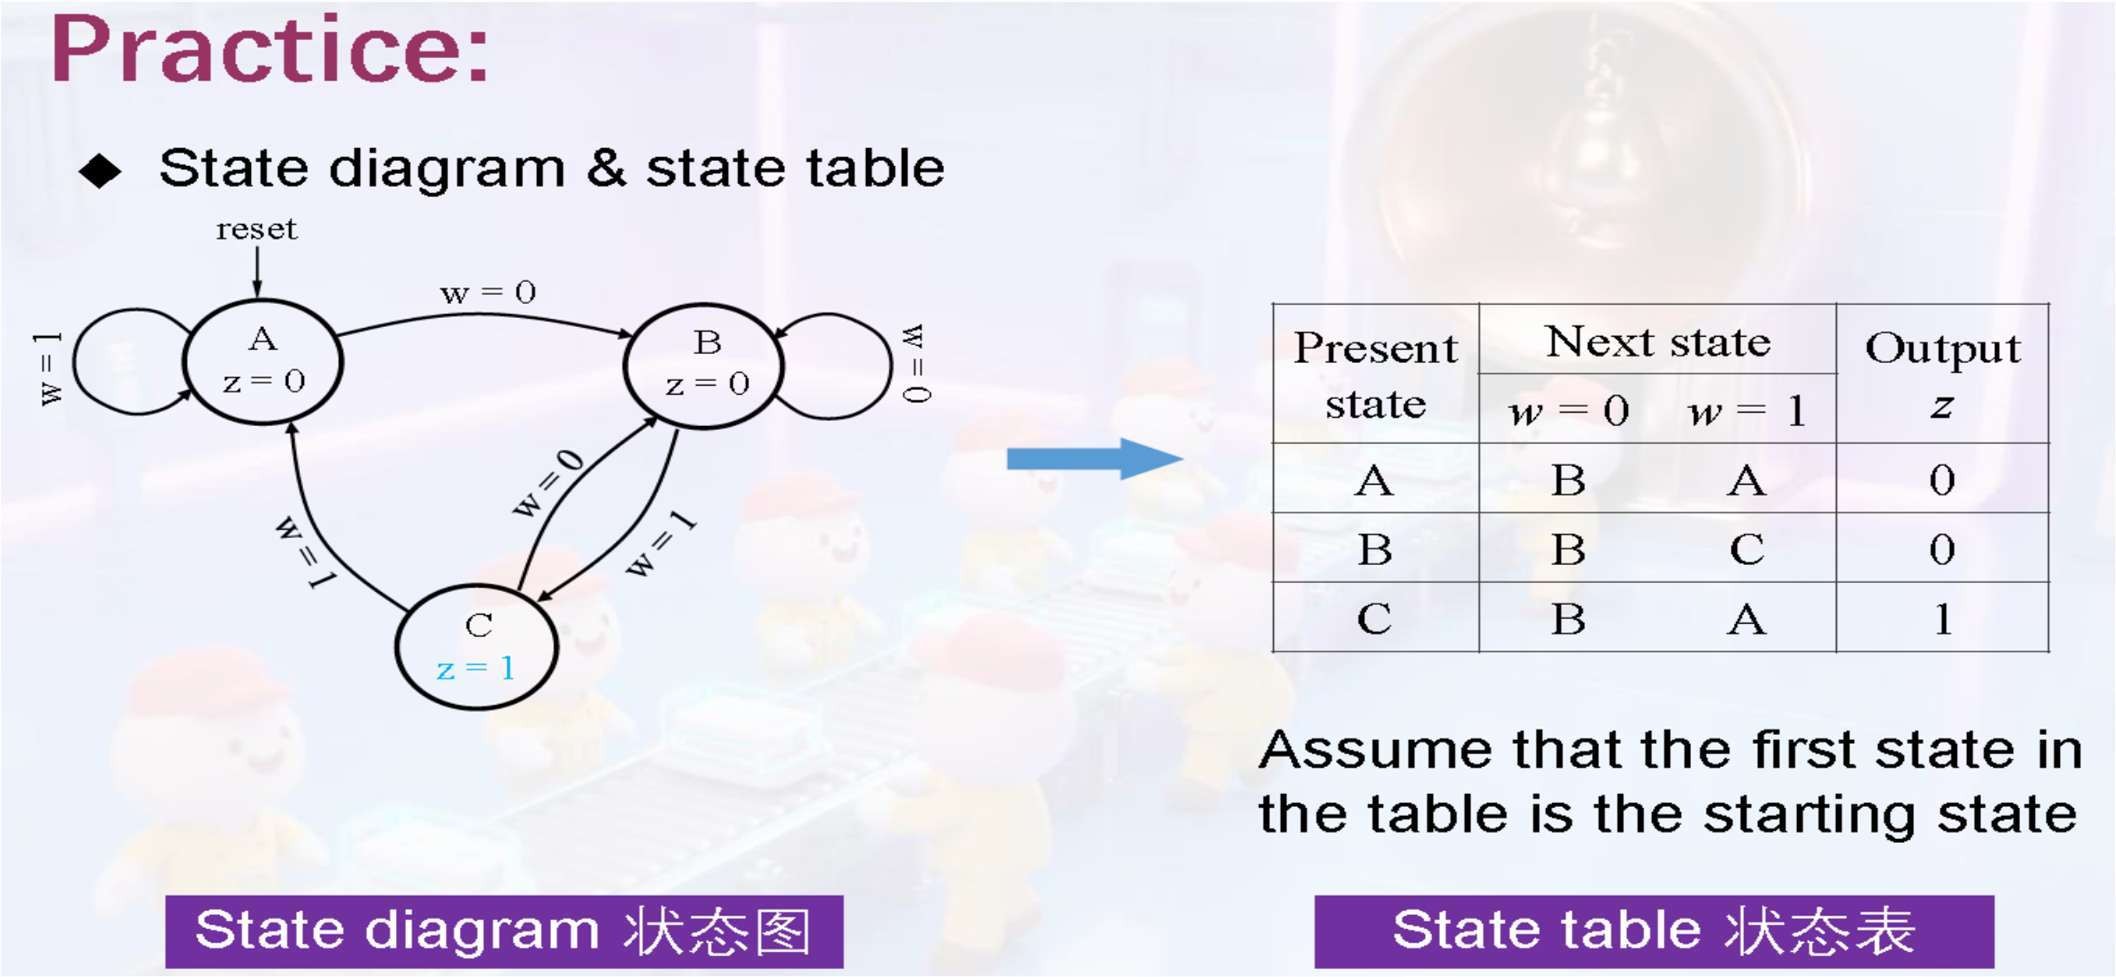 Practice:
◆ State diagram & state table
reset
w = 0
w = 1
A
z = 0
B
z = 0
w = 0
w = 0
w = 1
w = 1
C
z = 1
Present state Next state Output z
w = 0 w = 1
A B A 0
B B C 0
C B A 1
Assume that the first state in
the table is the starting state
State diagram 状态图
State table 状态表